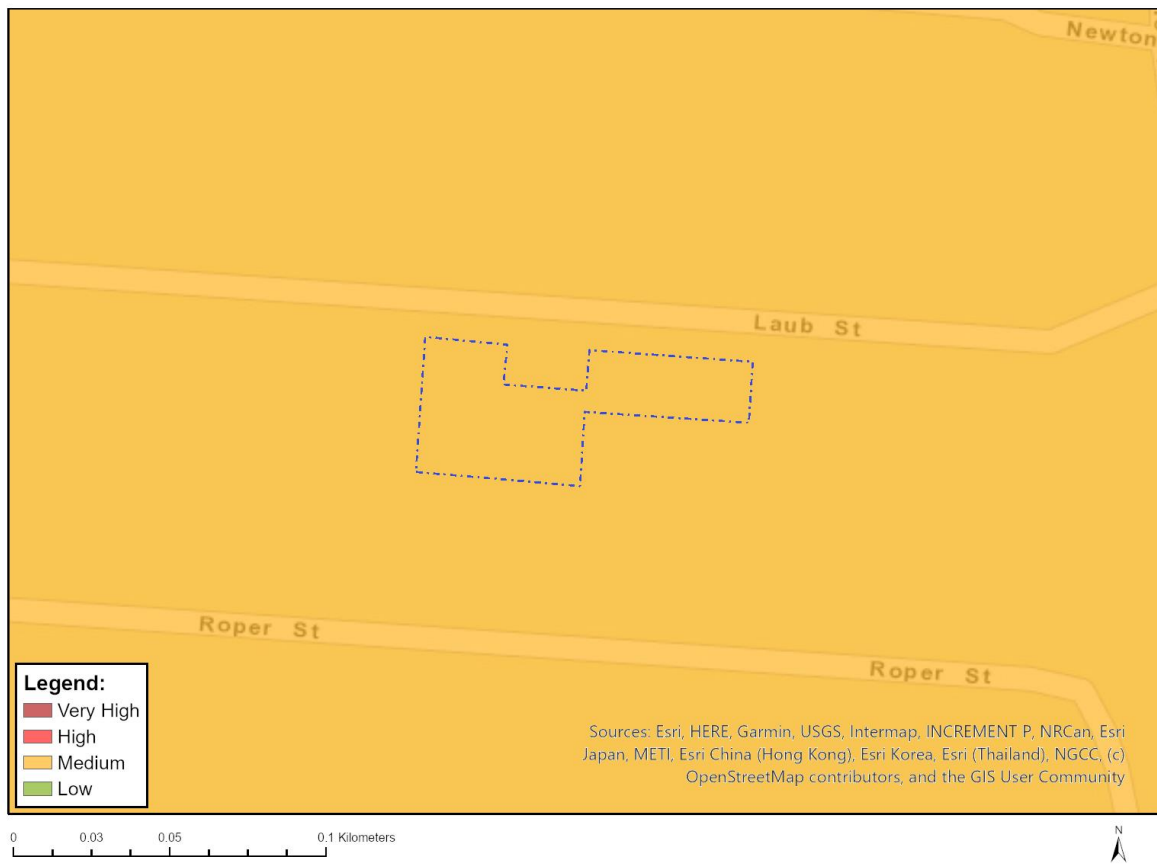 Newton
Laub St
Roper St
Roper St
Legend:
Very High
High
Medium
Low
Sources: Esri, HERE, Garmin, USGS, Intermap, INCREMENT P, NRCan, Esri
Japan, METI, Esri China (Hong Kong), Esri Korea, Esri (Thailand), NGCC, (c)
OpenStreetMap contributors, and the GIS User Community
0 0.03 0.05 0.1 Kilometers
N